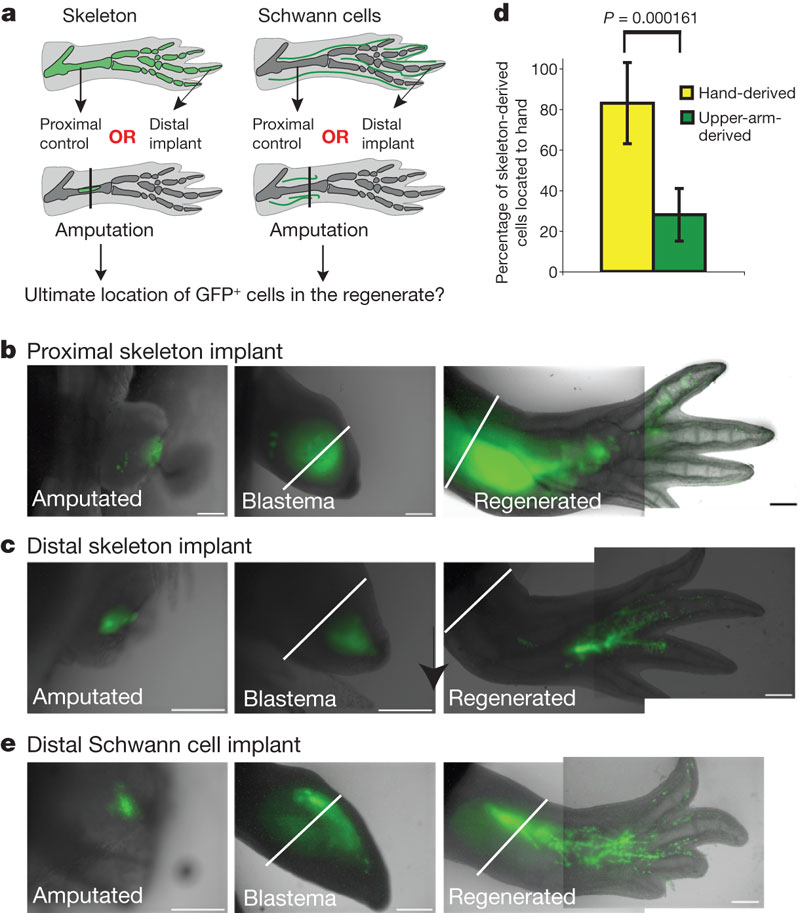 a
Skeleton
Schwann cells
Proximal control
OR
Distal implant
Proximal control
OR
Distal implant
Amputation
Amputation
Ultimate location of GFP+ cells in the regenerate?
d
P = 0.000161
Percentage of skeleton-derived
cells located to hand
100
80
60
40
20
0
Hand-derived
Upper-arm-
derived
b Proximal skeleton implant
Amputated
Blastema
Regenerated
c Distal skeleton implant
Amputated
Blastema
Regenerated
e Distal Schwann cell implant
Amputated
Blastema
Regenerated